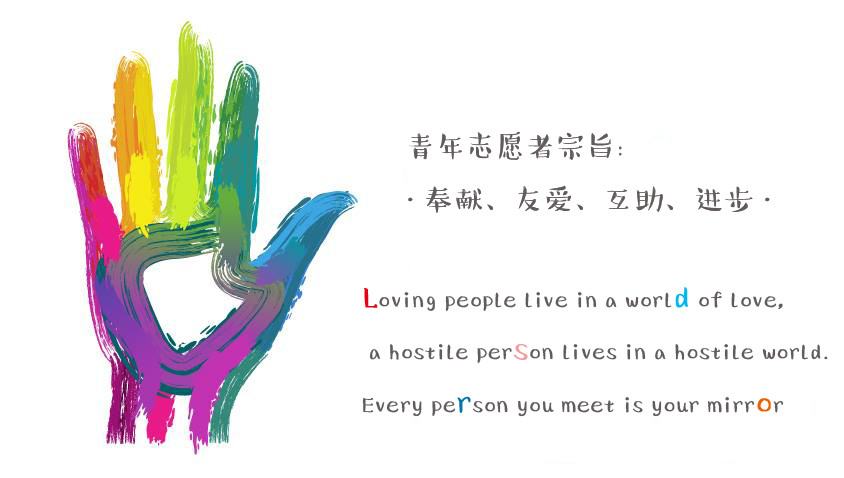 青年志愿者宗旨:
·奉献、友爱、互助、进步·
Loving people live in a world of love,
a hostile perSon lives in a hostile world.
Every person you meet is your mirror